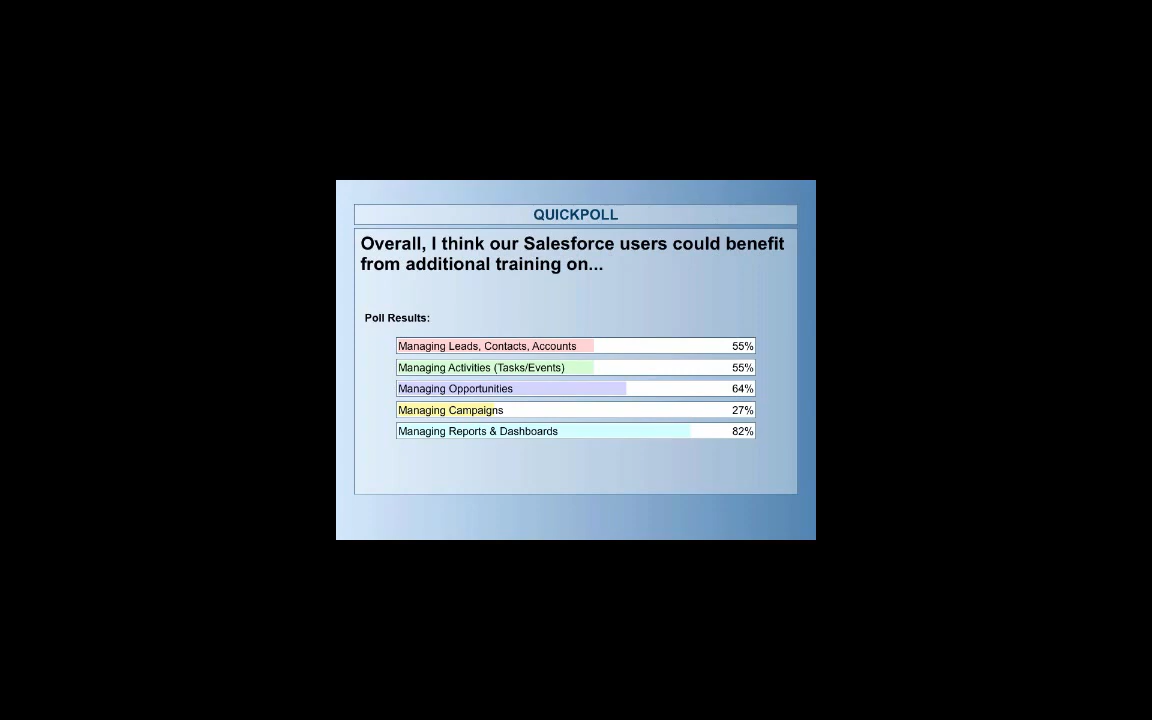 QUICKPOLL
Overall, I think our Salesforce users could benefit
from additional training on...
Poll Results:
Managing Leads, Contacts, Accounts 55%
Managing Activities (Tasks/Events) 55%
Managing Opportunities 64%
Managing Campaigns 27%
Managing Reports & Dashboards 82%